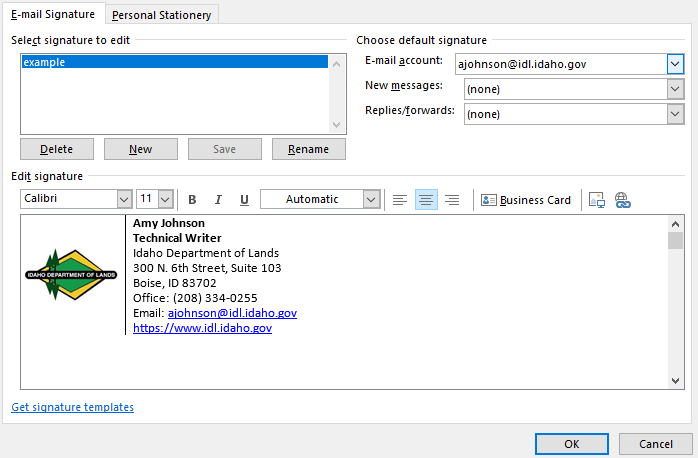 E-mail Signature
Personal Stationery
Select signature to edit
Choose default signature
example
E-mail account:
ajohnson@idl.idaho.gov
New messages:
(none)
Replies/forwards:
(none)
Delete
New
Save
Rename
Edit signature
Calibri
11
B
I
U
Automatic
Business Card
IDAHO DEPARTMENT OF LANDS
Amy Johnson
Technical Writer
Idaho Department of Lands
300 N. 6th Street, Suite 103
Boise, ID 83702
Office: (208) 334-0255
Email: ajohnson@idl.idaho.gov
https://www.idl.idaho.gov
Get signature templates
OK
Cancel